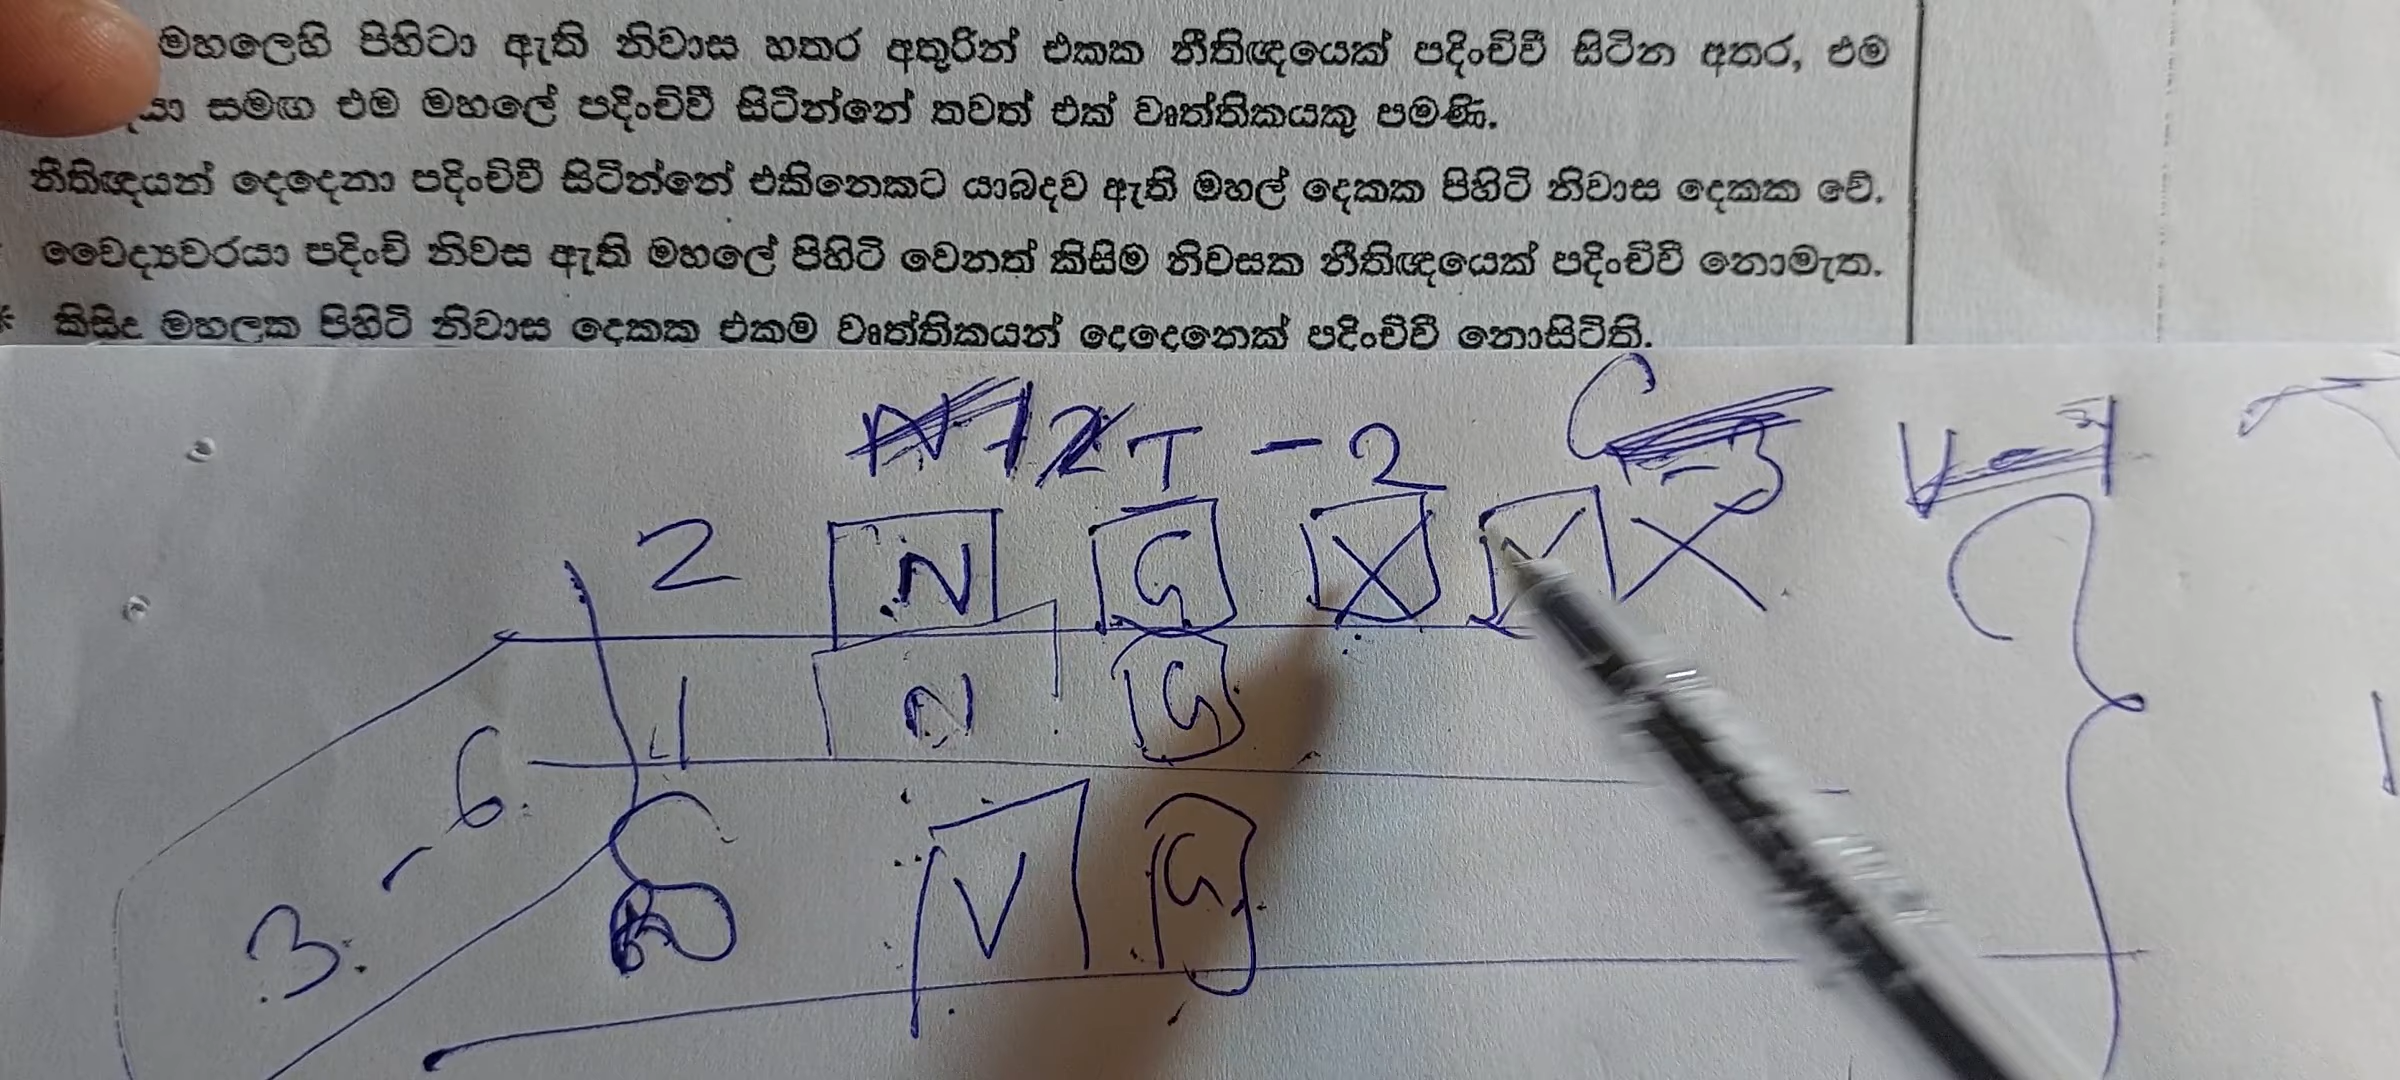 මහලෙහි පිහිටා ඇති නිවාස හතර අතුරින් එකක නීතිඥයෙක් පදිංචිවී සිටින අතර, එම
සමඟ එම මහලේ පදිංචිවී සිටින්නේ තවත් එක් වෘත්තිකයකු පමණි.
නීතිඥයන් දෙදෙනා පදිංචිවී සිටින්නේ එකිනෙකට යාබදව ඇති මහල් දෙකක පිහිටි නිවාස දෙකක වේ.
වෛද්‍යවරයා පදිංචි නිවස ඇති මහලේ පිහිටි වෙනත් කිසිම නිවසක නීතිඥයෙක් පදිංචිවී නොමැත.
* කිසිදු මහලක පිහිටි නිවාස දෙකක එකම වෘත්තිකයන් දෙදෙනෙක් පදිංචිවී නොසිටිති.
T - 2
2 N G X
1 N G
6
V G
3.